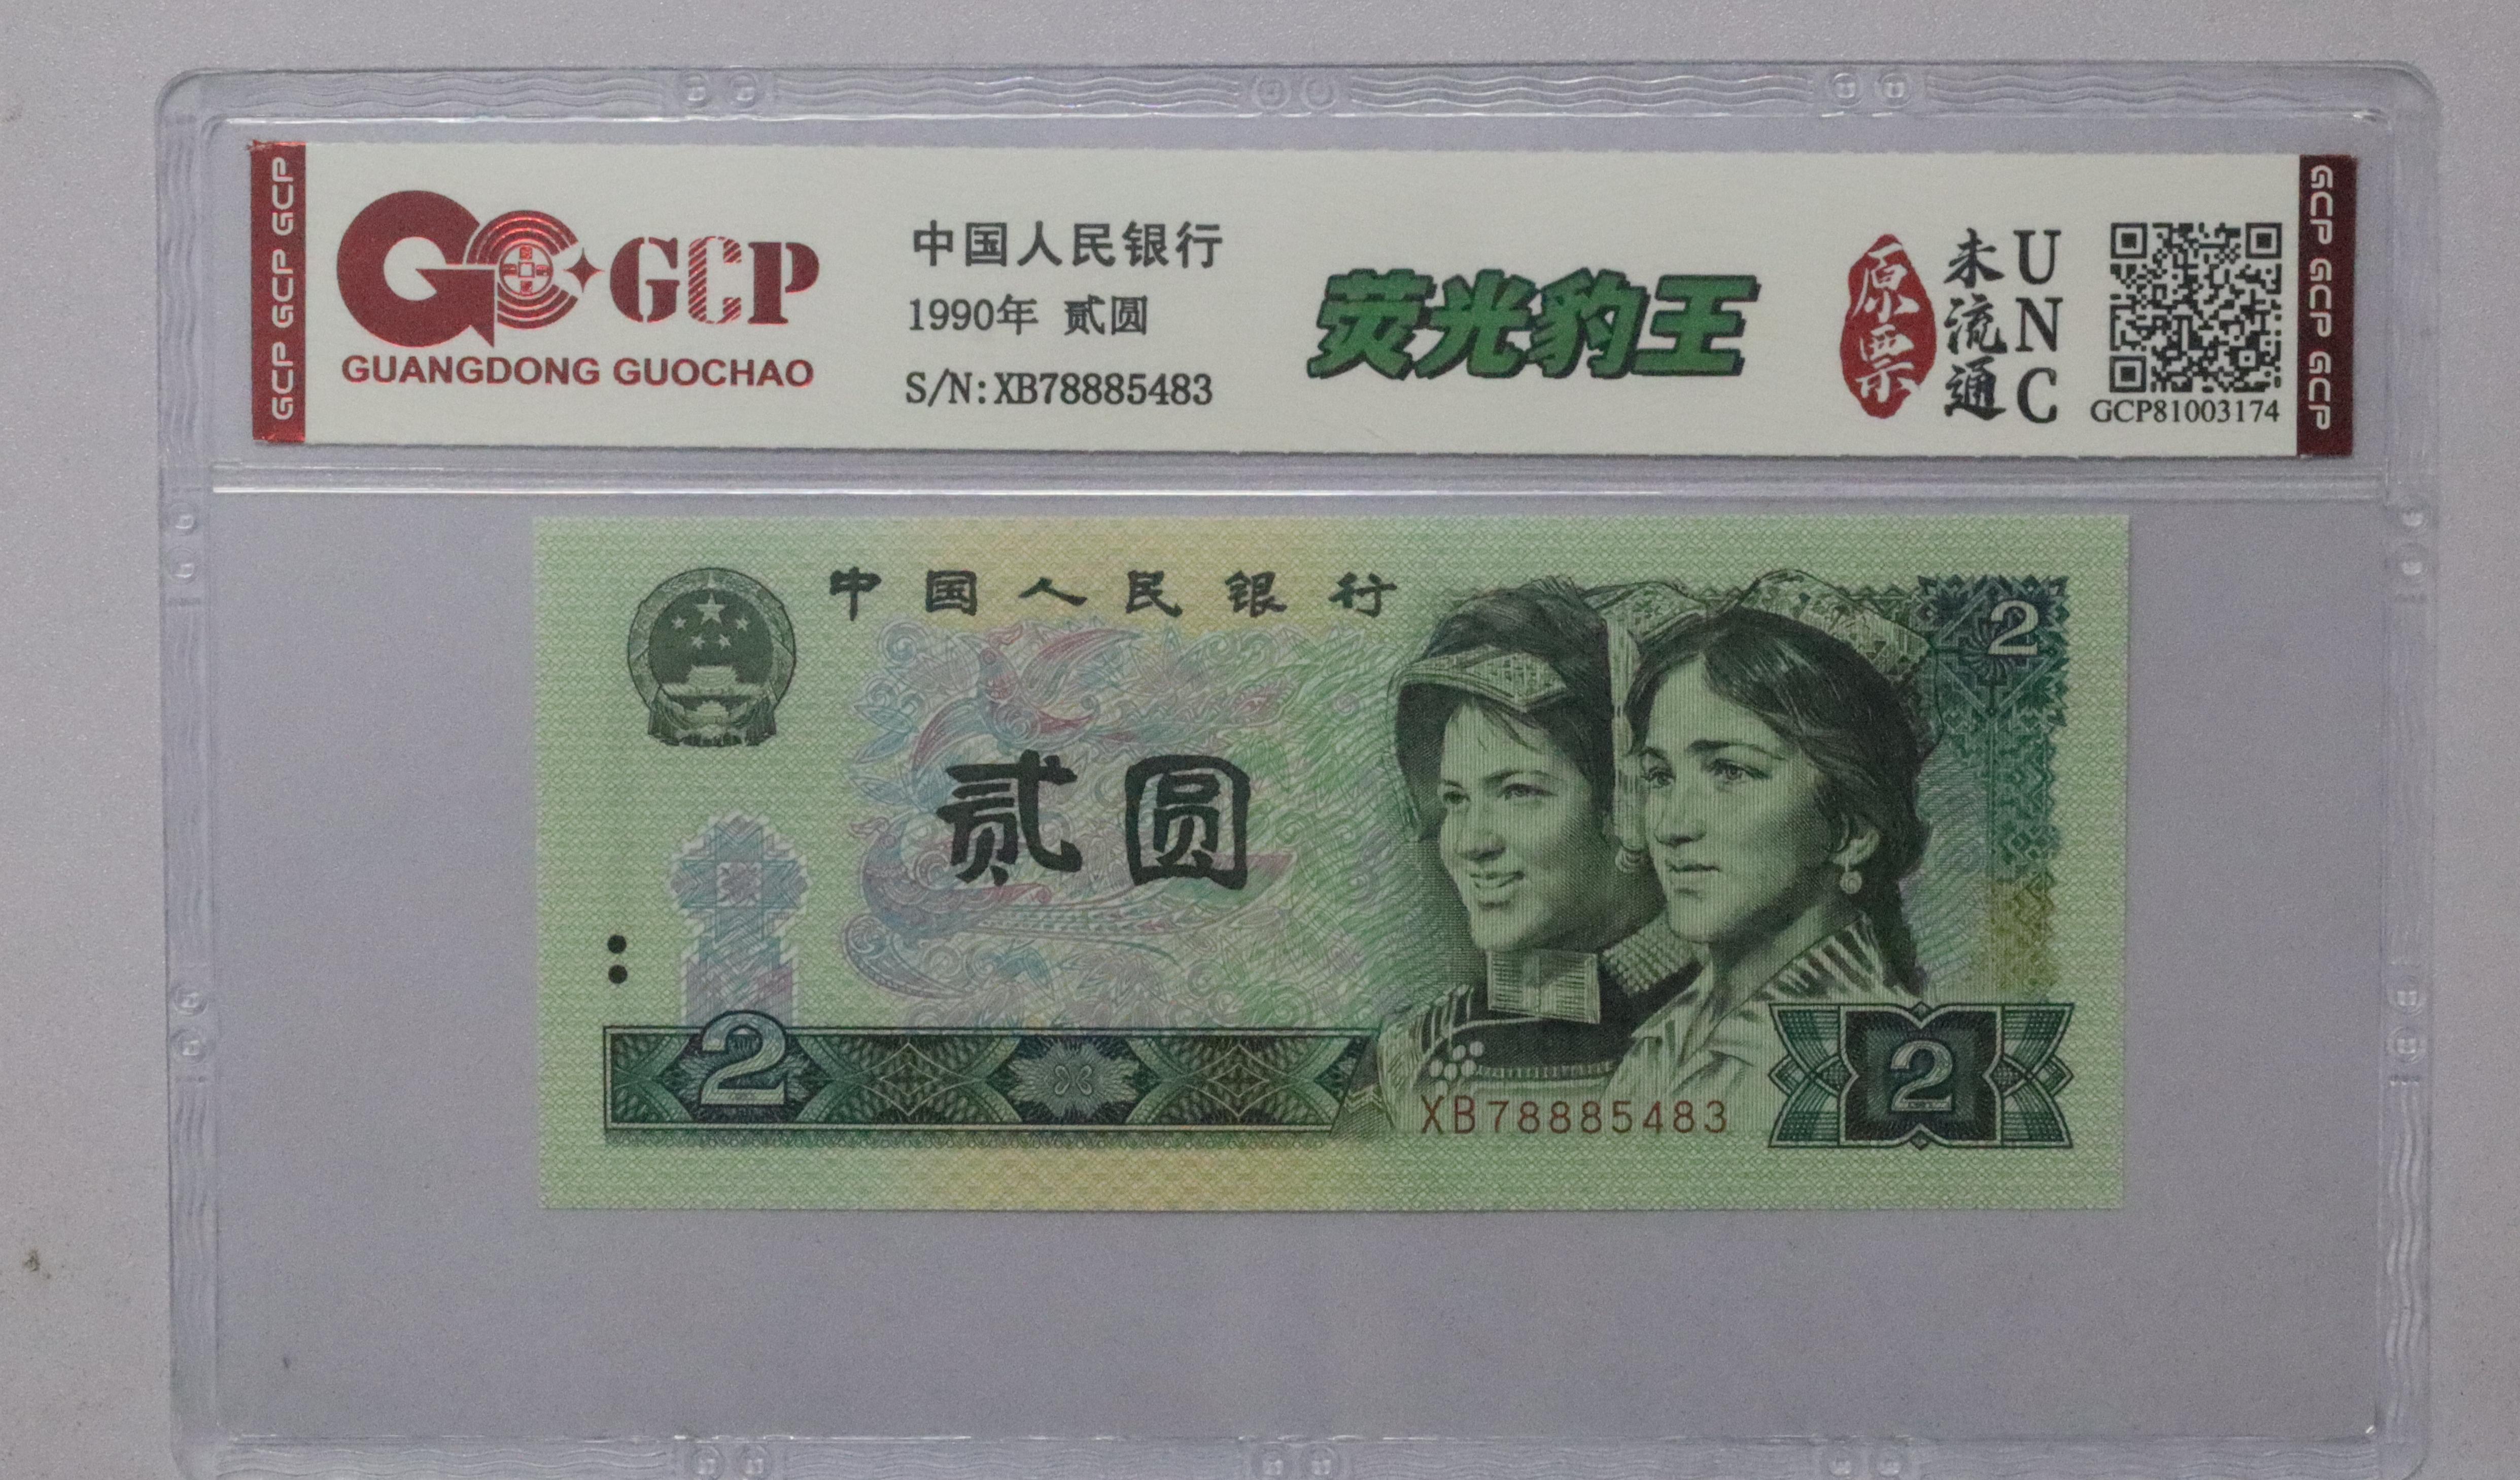 GCP GCP GCP
GCP
GUANGDONG GUOCHAO
中国人民银行
1990年 贰圆
S/N:XB78885483
荧光豹王
原票
未流通
UNC
GCP81003174
GCP GCP GCP
中国人民银行
2
贰圆
2
XB78885483
2